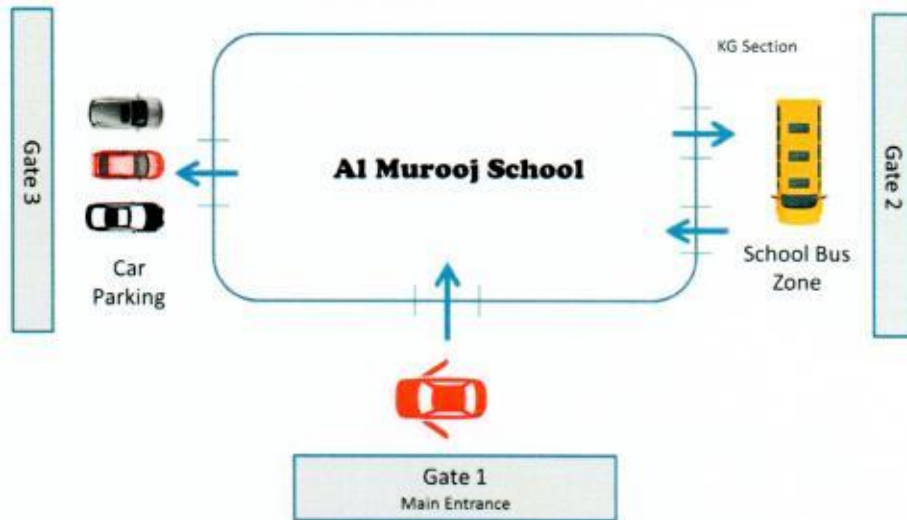 KG Section
Gate 3
Al Murooj School
Gate 2
Car
Parking
School Bus
Zone
Gate 1
Main Entrance